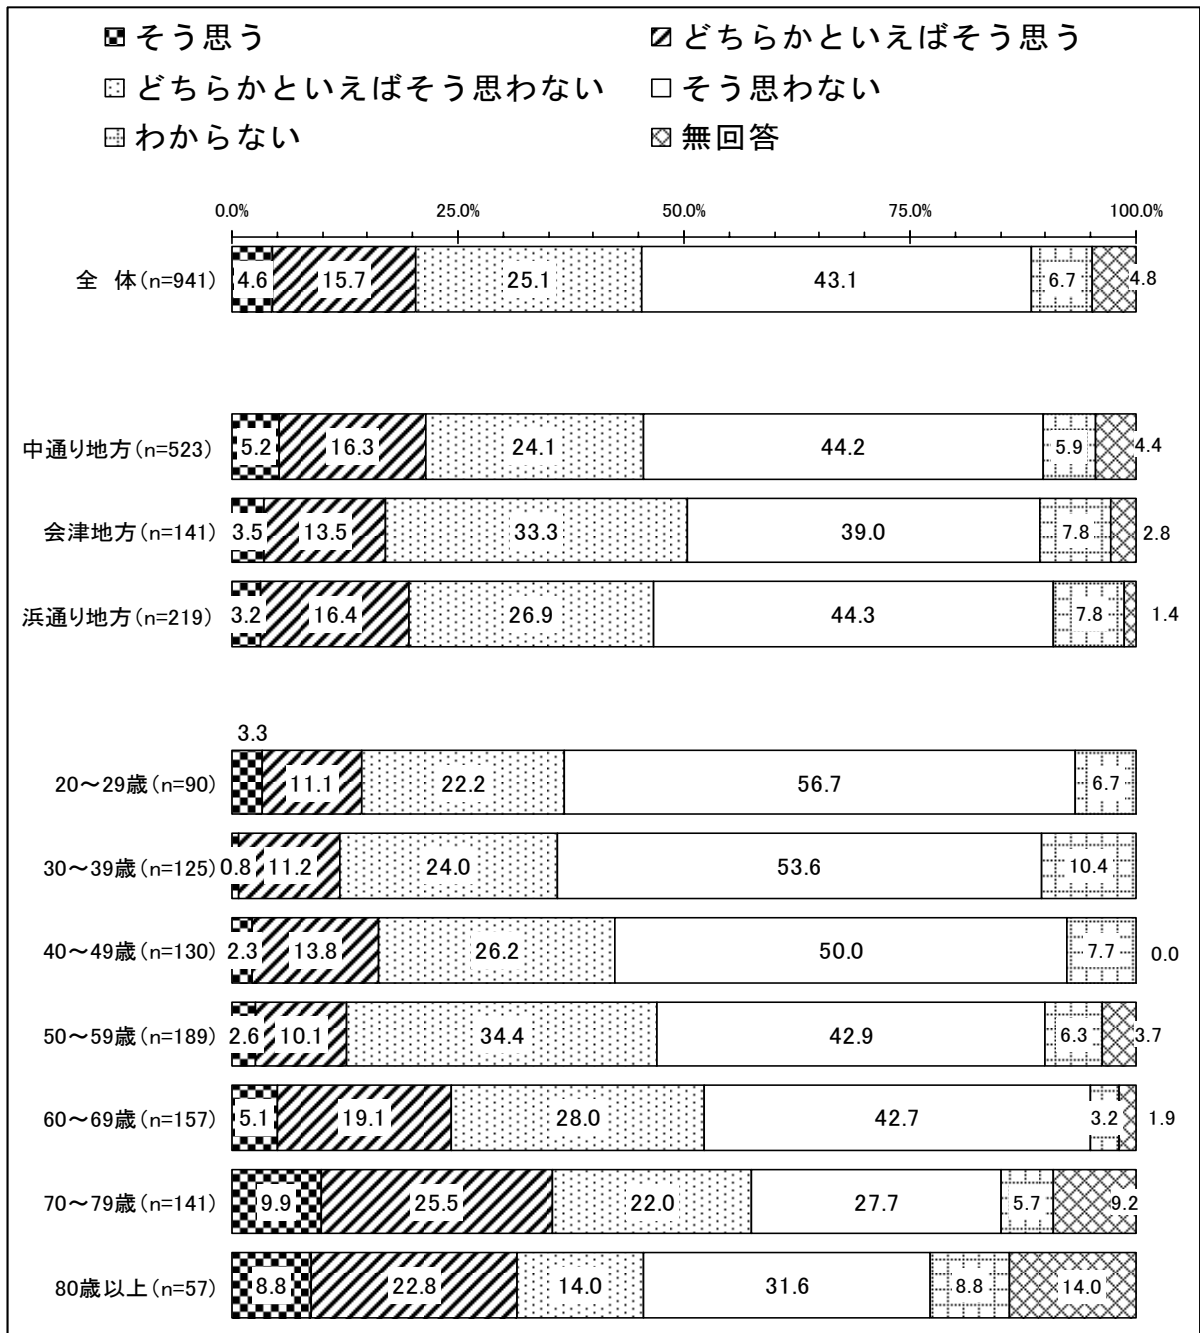 そう思う どちらかといえばそう思う
どちらかといえばそう思わない そう思わない
わからない 無回答
0.0% 25.0% 50.0% 75.0% 100.0%
全 体(n=941) 4.6 15.7 25.1 43.1 6.7 4.8
中通り地方(n=523) 5.2 16.3 24.1 44.2 5.9 4.4
会津地方(n=141) 3.5 13.5 33.3 39.0 7.8 2.8
浜通り地方(n=219) 3.2 16.4 26.9 44.3 7.8 1.4
3.3
20～29歳(n=90) 11.1 22.2 56.7 6.7
30～39歳(n=125) 0.8 11.2 24.0 53.6 10.4
40～49歳(n=130) 2.3 13.8 26.2 50.0 7.7 0.0
50～59歳(n=189) 2.6 10.1 34.4 42.9 6.3 3.7
60～69歳(n=157) 5.1 19.1 28.0 42.7 3.2 1.9
70～79歳(n=141) 9.9 25.5 22.0 27.7 5.7 9.2
80歳以上(n=57) 8.8 22.8 14.0 31.6 8.8 14.0